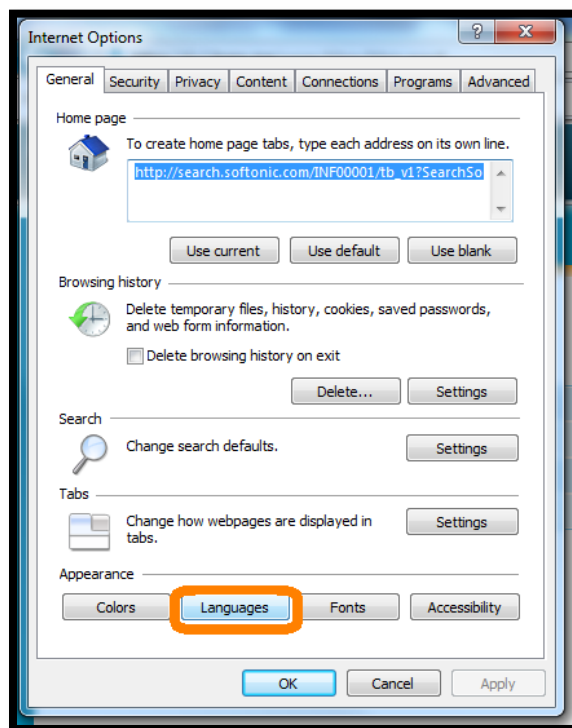 Internet Options
General Security Privacy Content Connections Programs Advanced
Home page
To create home page tabs, type each address on its own line.
http://search.softonic.com/INF00001/tb_v1?SearchSo
Use current Use default Use blank
Browsing history
Delete temporary files, history, cookies, saved passwords,
and web form information.
Delete browsing history on exit
Delete... Settings
Search
Change search defaults.
Settings
Tabs
Change how webpages are displayed in
tabs.
Settings
Appearance
Colors Languages Fonts Accessibility
OK Cancel Apply